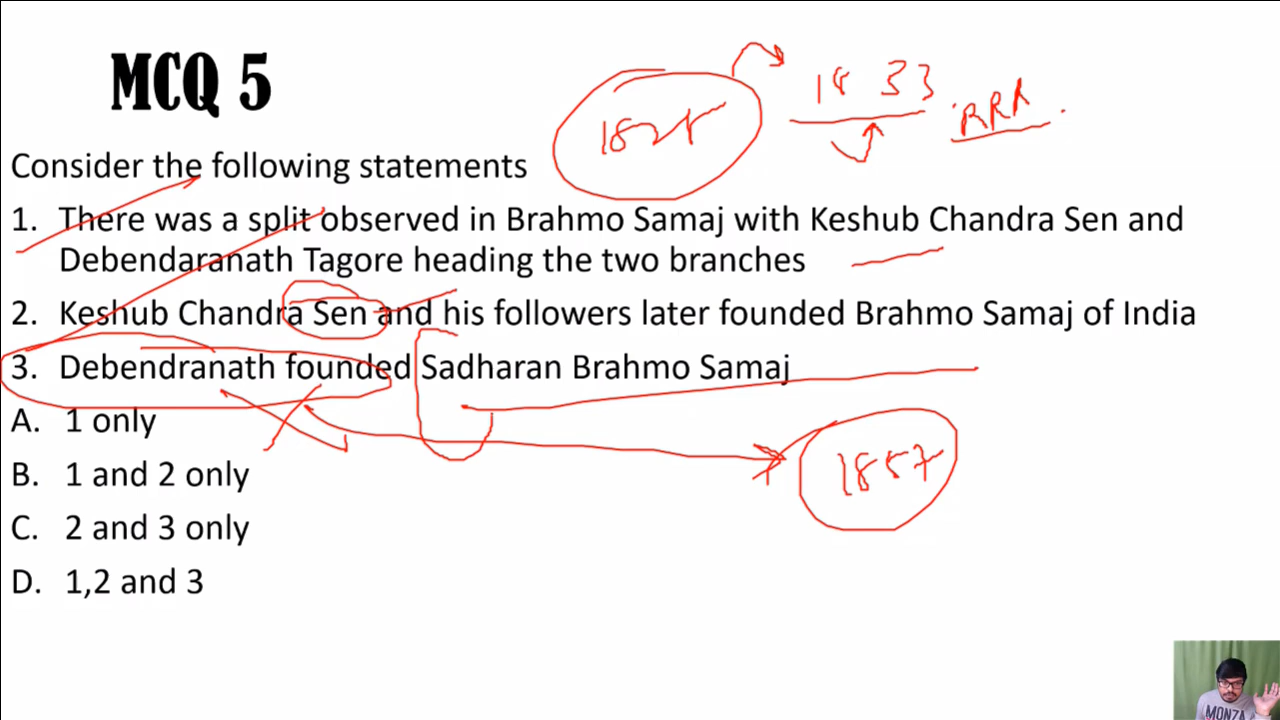 MCQ 5
1828
1833
RRR
Consider the following statements
1. There was a split observed in Brahmo Samaj with Keshub Chandra Sen and
Debendaranath Tagore heading the two branches
2. Keshub Chandra Sen and his followers later founded Brahmo Samaj of India
3. Debendranath founded Sadharan Brahmo Samaj
A. 1 only
1857
B. 1 and 2 only
C. 2 and 3 only
D. 1,2 and 3
MONZA